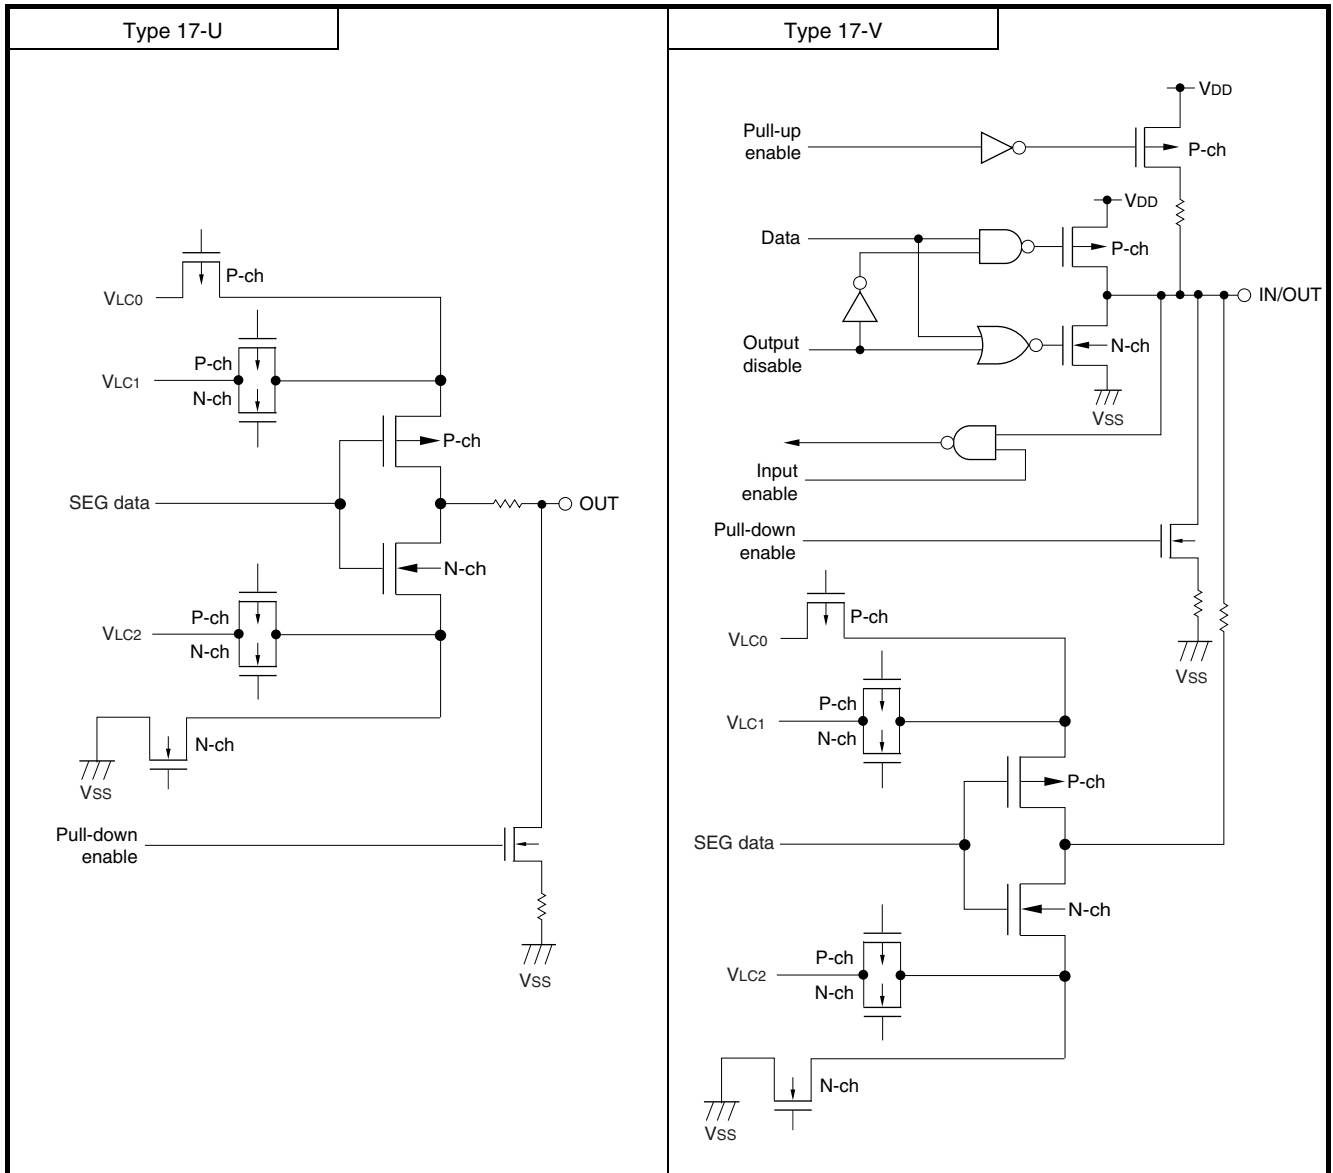 Type 17-U
P-ch
VLC0
P-ch
VLC1
N-ch
P-ch
SEG data
OUT
N-ch
P-ch
VLC2
N-ch
N-ch
VSS
Pull-down
enable
VSS
Type 17-V
VDD
Pull-up
enable
P-ch
VDD
Data
P-ch
IN/OUT
Output
disable
N-ch
VSS
Input
enable
Pull-down
enable
P-ch
VLC0
VSS
P-ch
VLC1
N-ch
P-ch
SEG data
N-ch
P-ch
VLC2
N-ch
N-ch
VSS